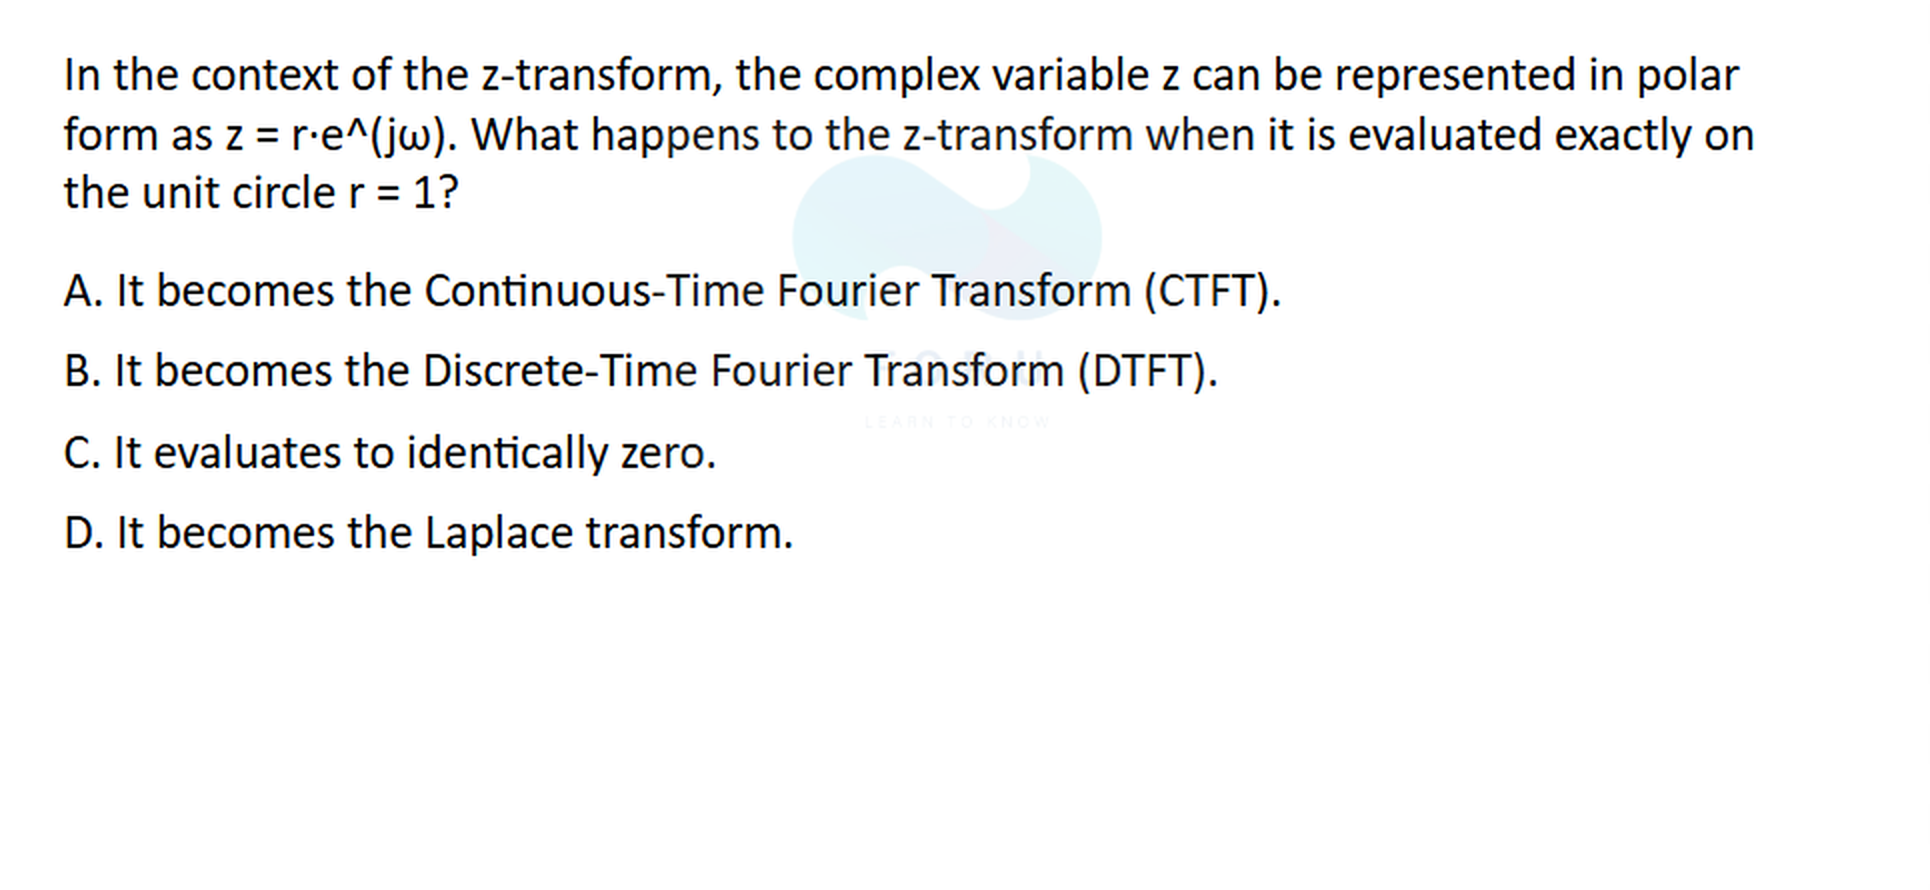 In the context of the z-transform, the complex variable z can be represented in polar
form as z = r·e^(jω). What happens to the z-transform when it is evaluated exactly on
the unit circle r = 1?
A. It becomes the Continuous-Time Fourier Transform (CTFT).
B. It becomes the Discrete-Time Fourier Transform (DTFT).
LEARN TO KNOW
C. It evaluates to identically zero.
D. It becomes the Laplace transform.